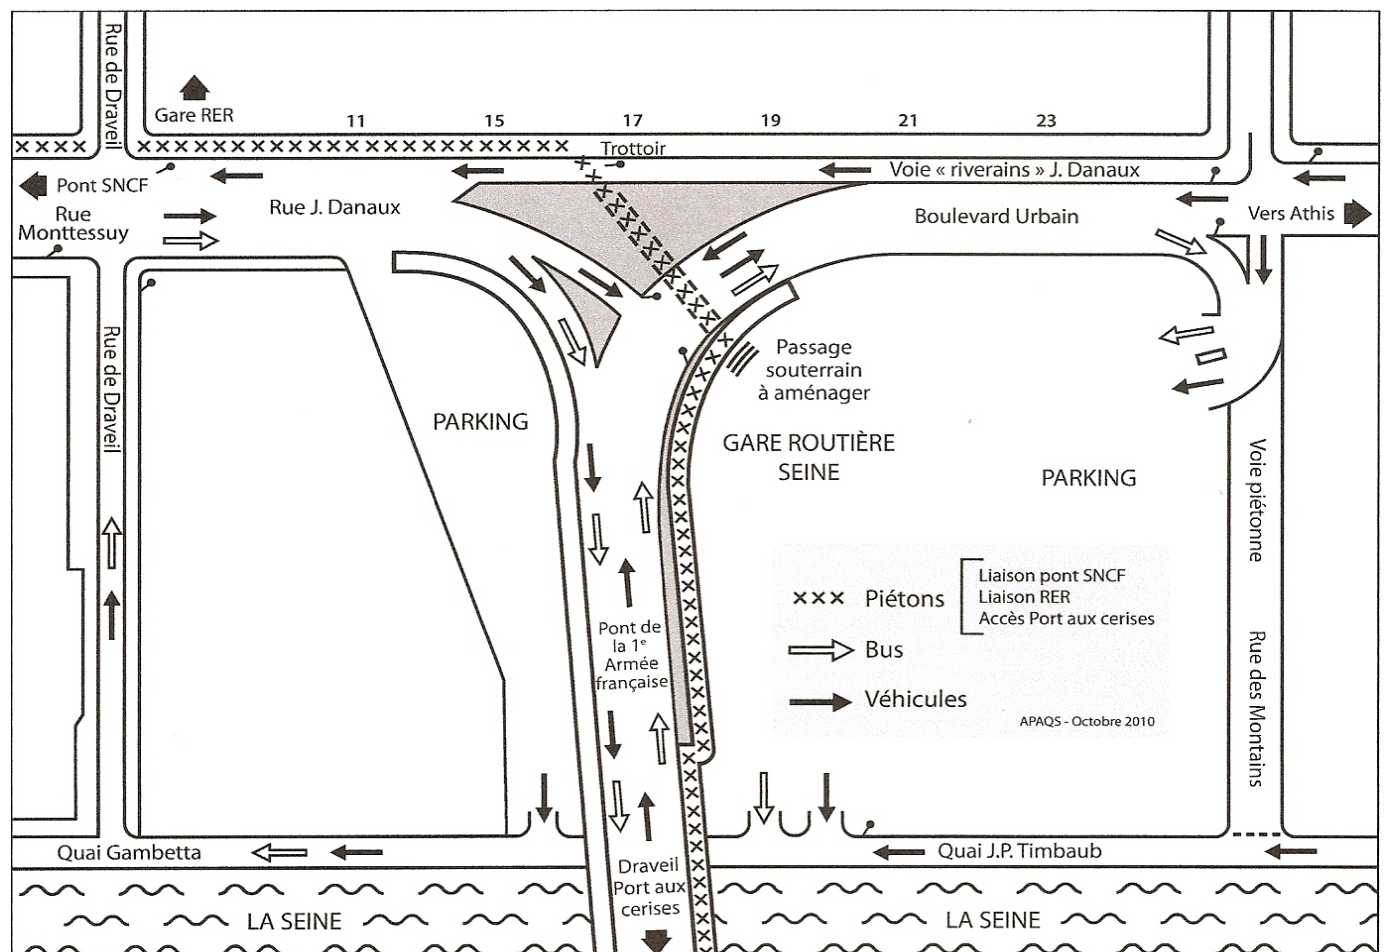 Rue de Draveil
Gare RER
11
15
17
19
21
23
Trottoir
Pont SNCF
Voie « riverains » J. Danaux
Rue
Monttessuy
Rue J. Danaux
Boulevard Urbain
Vers Athis
Rue de Draveil
Passage
souterrain
à aménager
PARKING
GARE ROUTIÈRE
SEINE
PARKING
Voie piétonne
xxx Piétons
Liaison pont SNCF
Liaison RER
Accès Port aux cerises
Bus
Véhicules
APAQS - Octobre 2010
Pont de
la 1e
Armée
française
Rue des Montains
Quai Gambetta
Quai J.P. Timbaub
Draveil
Port aux
cerises
LA SEINE
LA SEINE